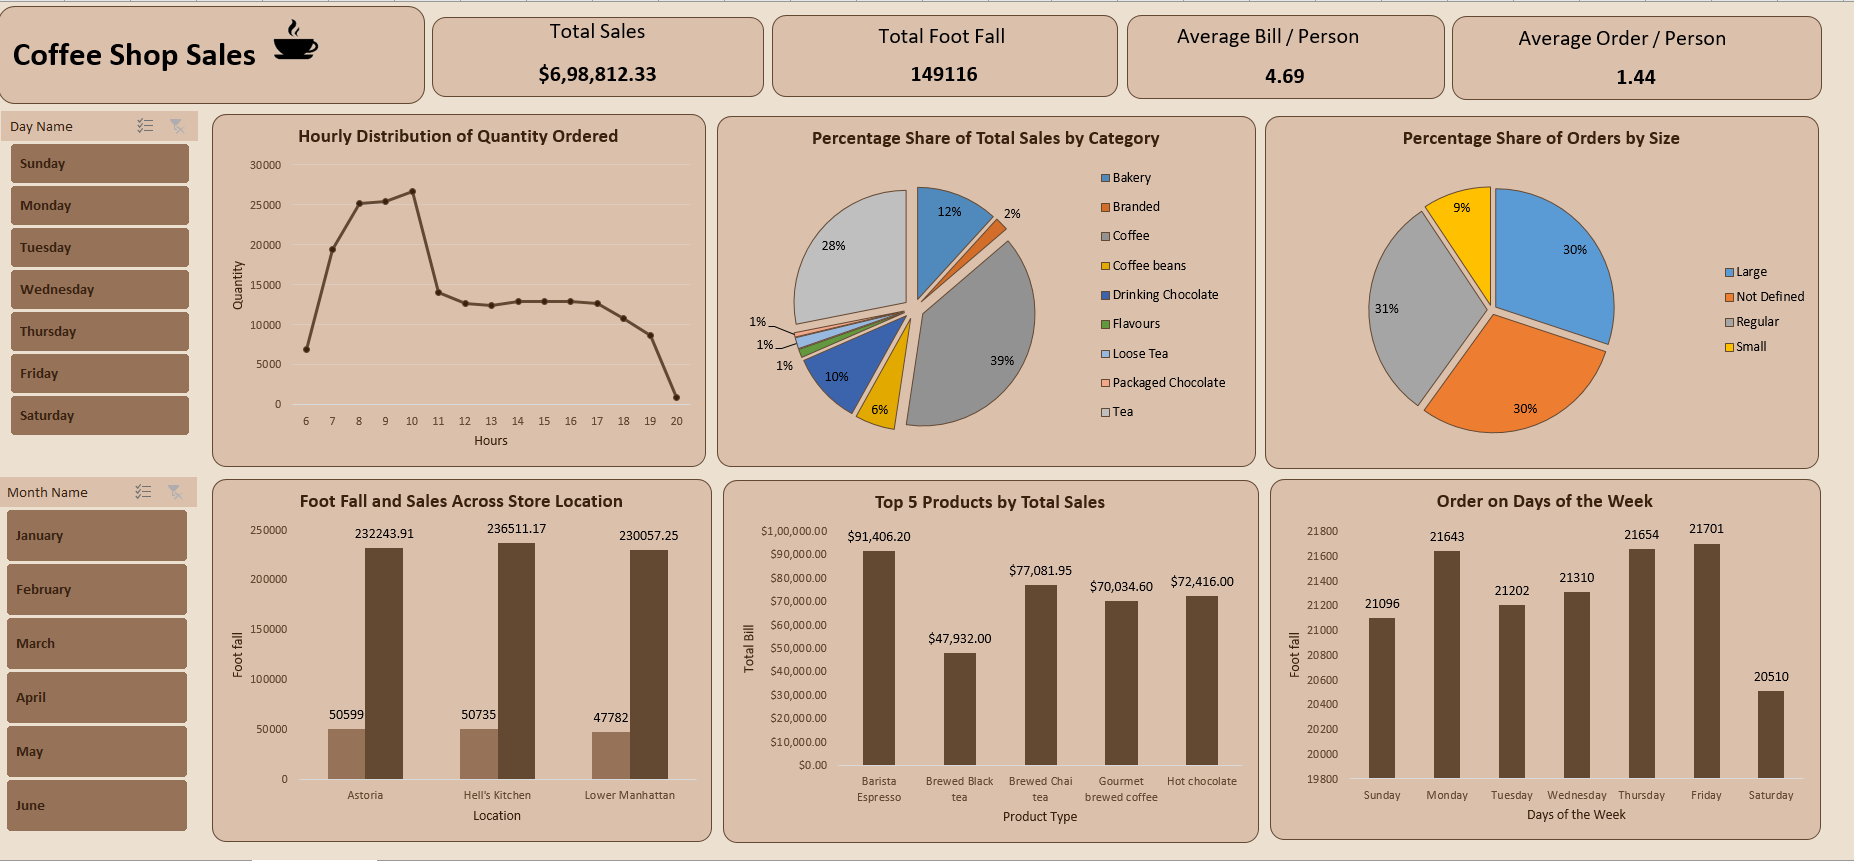 Coffee Shop Sales
Total Sales
$6,98,812.33
Total Foot Fall
149116
Average Bill / Person
4.69
Average Order / Person
1.44
Day Name
Sunday
Monday
Tuesday
Wednesday
Thursday
Friday
Saturday
Hourly Distribution of Quantity Ordered
Quantity
30000
25000
20000
15000
10000
5000
0
6 7 8 9 10 11 12 13 14 15 16 17 18 19 20
Hours
Percentage Share of Total Sales by Category
12%
2%
39%
6%
10%
1%
1%
1%
28%
Bakery
Branded
Coffee
Coffee beans
Drinking Chocolate
Flavours
Loose Tea
Packaged Chocolate
Tea
Percentage Share of Orders by Size
30%
30%
31%
9%
Large
Not Defined
Regular
Small
Month Name
January
February
March
April
May
June
Foot Fall and Sales Across Store Location
Foot fall
250000
200000
150000
100000
50000
0
232243.91 236511.17 230057.25
50599 50735 47782
Astoria Hell's Kitchen Lower Manhattan
Location
Top 5 Products by Total Sales
Total Bill
$1,00,000.00
$90,000.00
$80,000.00
$70,000.00
$60,000.00
$50,000.00
$40,000.00
$30,000.00
$20,000.00
$10,000.00
$0.00
$91,406.20 $47,932.00 $77,081.95 $70,034.60 $72,416.00
Barista Brewed Black Brewed Chai Gourmet Hot chocolate
Espresso tea tea brewed coffee
Product Type
Order on Days of the Week
Foot fall
21800
21600
21400
21200
21000
20800
20600
20400
20200
20000
19800
21096 21643 21202 21310 21654 21701 20510
Sunday Monday Tuesday Wednesday Thursday Friday Saturday
Days of the Week